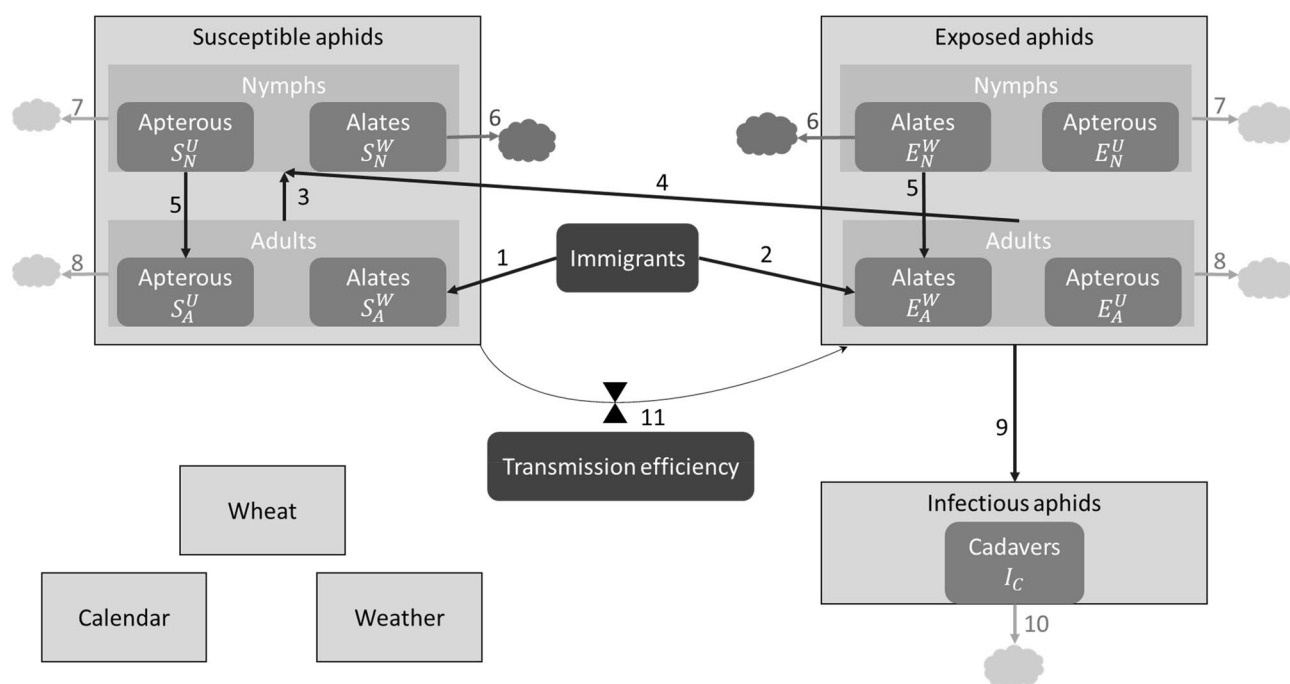 Susceptible aphids
Nymphs
7
Apterous
$S_N^U$
Alates
$S_N^W$
6
5
3
Adults
8
Apterous
$S_A^U$
Alates
$S_A^W$
1
Immigrants
2
4
Exposed aphids
Nymphs
6
Alates
$E_N^W$
Apterous
$E_N^U$
7
5
Adults
Alates
$E_A^W$
Apterous
$E_A^U$
8
11
Transmission efficiency
9
Infectious aphids
Cadavers
$I_C$
10
Wheat
Calendar
Weather